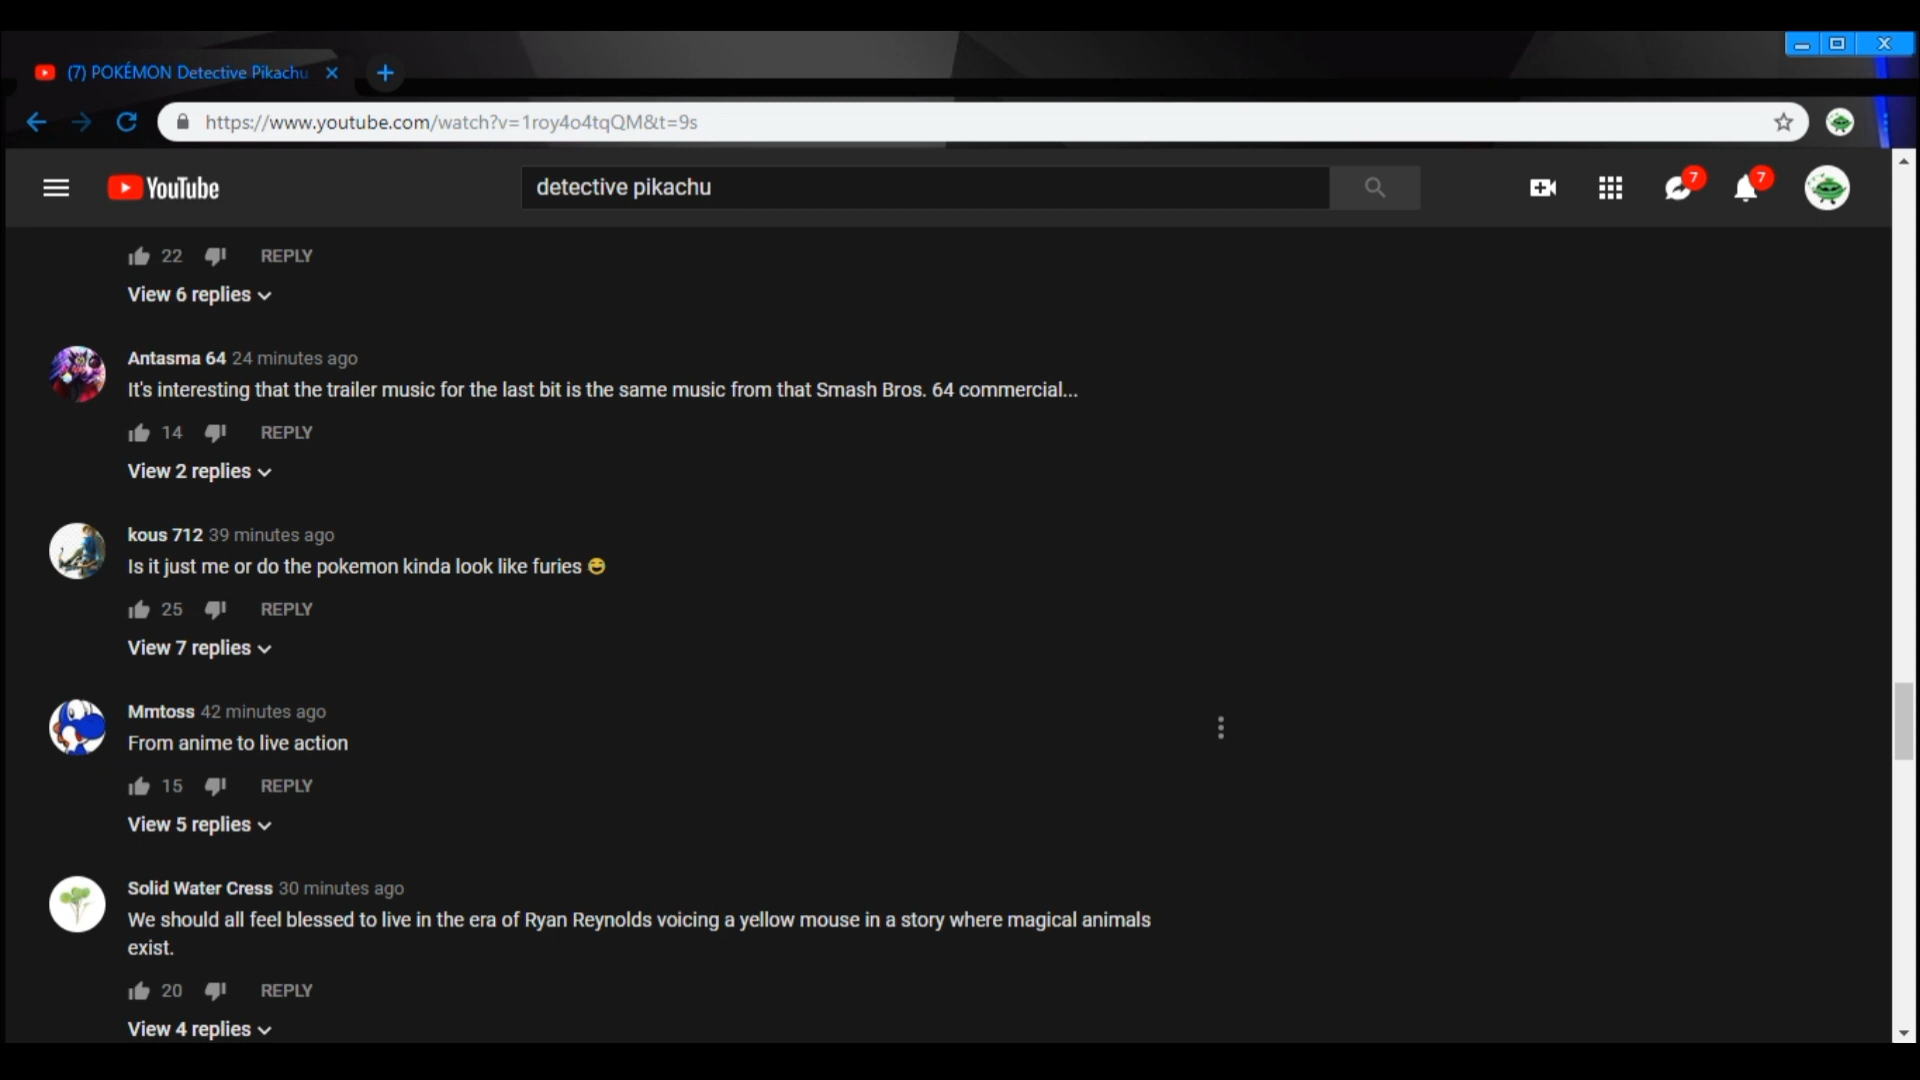 (7) POKÉMON Detective Pikachu
https://www.youtube.com/watch?v=1roy4o4tqQM&t=9s
YouTube
detective pikachu
7
7
22 REPLY
View 6 replies
Antasma 64 24 minutes ago
It's interesting that the trailer music for the last bit is the same music from that Smash Bros. 64 commercial...
14 REPLY
View 2 replies
kous 712 39 minutes ago
Is it just me or do the pokemon kinda look like furies 😂
25 REPLY
View 7 replies
Mmtoss 42 minutes ago
From anime to live action
15 REPLY
View 5 replies
Solid Water Cress 30 minutes ago
We should all feel blessed to live in the era of Ryan Reynolds voicing a yellow mouse in a story where magical animals
exist.
20 REPLY
View 4 replies